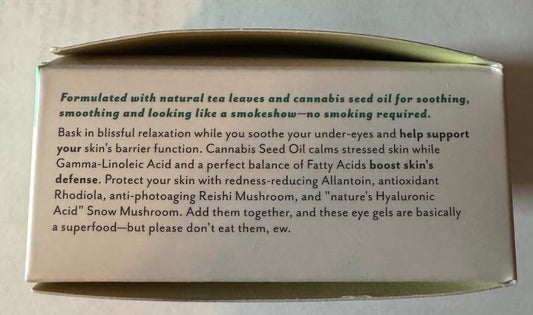 Formulated with natural tea leaves and cannabis seed oil for soothing,
smoothing and looking like a smokeshow—no smoking required.
Bask in blissful relaxation while you soothe your under-eyes and help support
your skin's barrier function. Cannabis Seed Oil calms stressed skin while
Gamma-Linoleic Acid and a perfect balance of Fatty Acids boost skin's
defense. Protect your skin with redness-reducing Allantoin, antioxidant
Rhodiola, anti-photoaging Reishi Mushroom, and "nature's Hyaluronic
Acid" Snow Mushroom. Add them together, and these eye gels are basically
a superfood—but please don't eat them, ew.